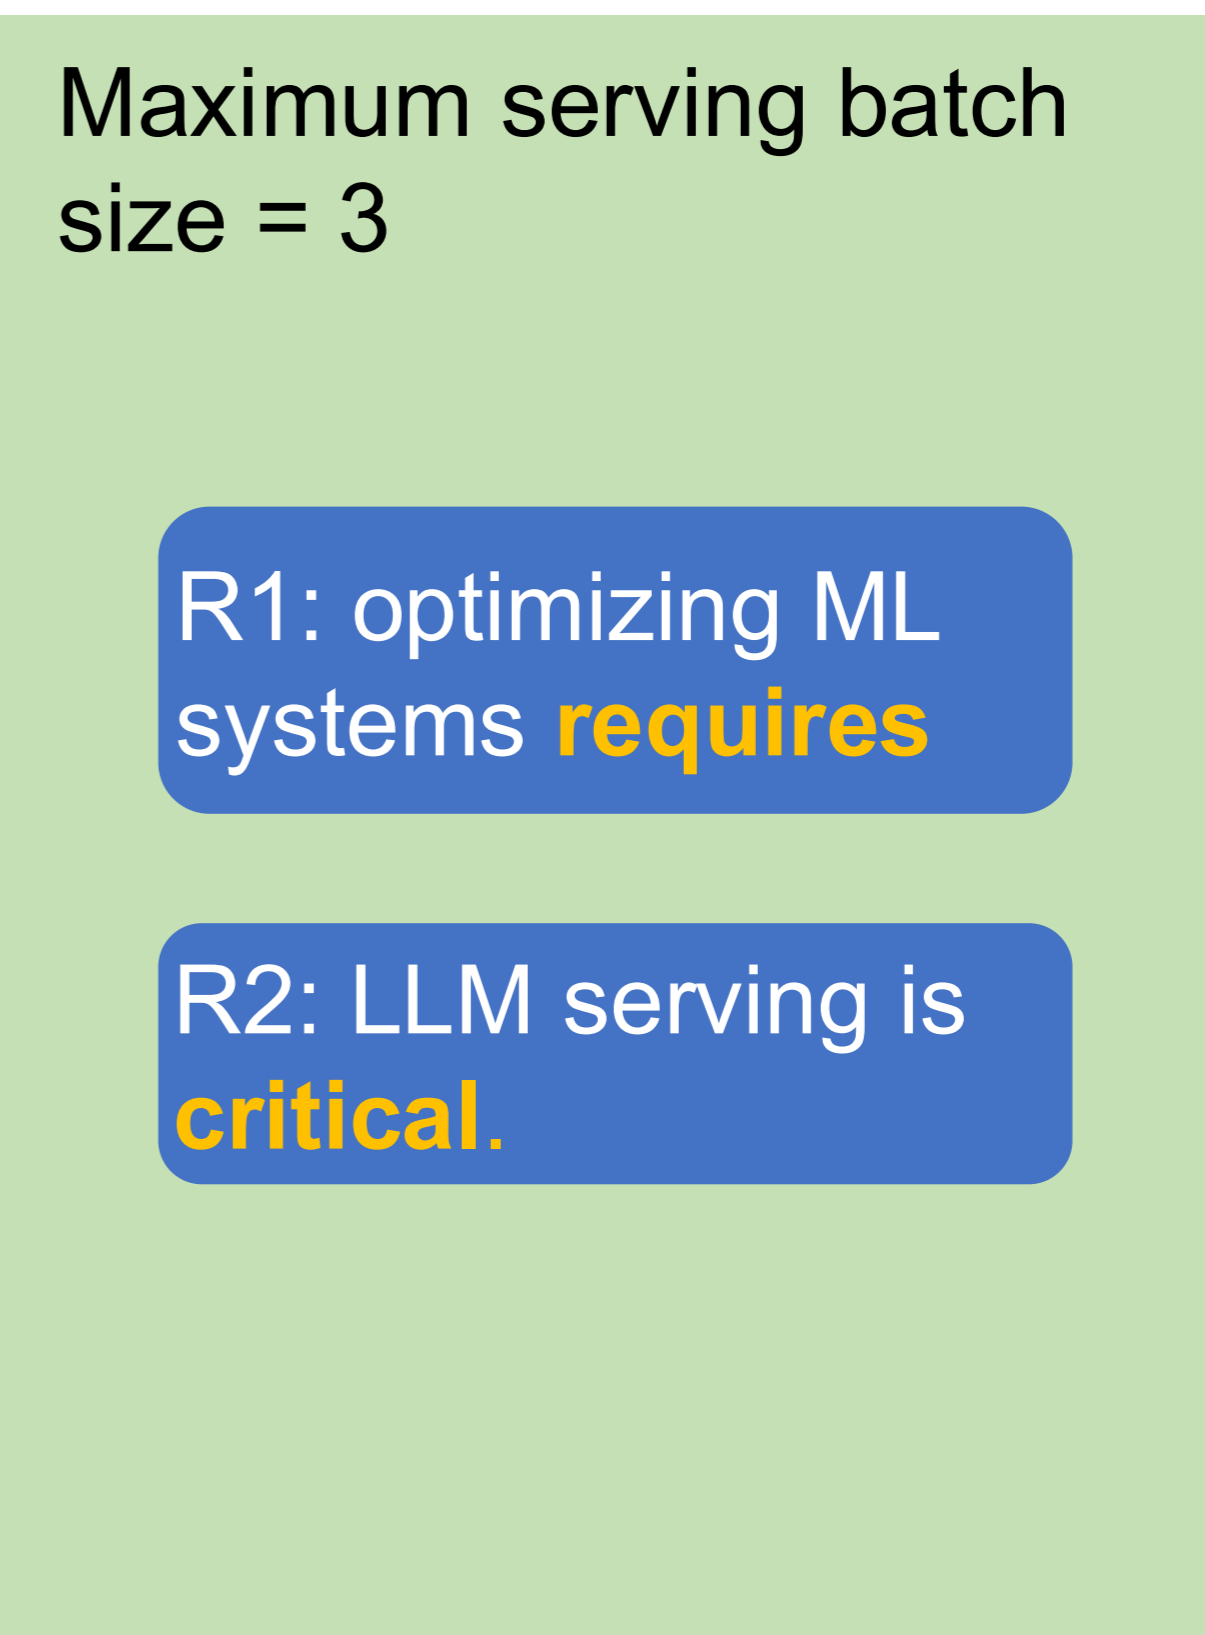 Maximum serving batch
size = 3
R1: optimizing ML
systems requires
R2: LLM serving is
critical.